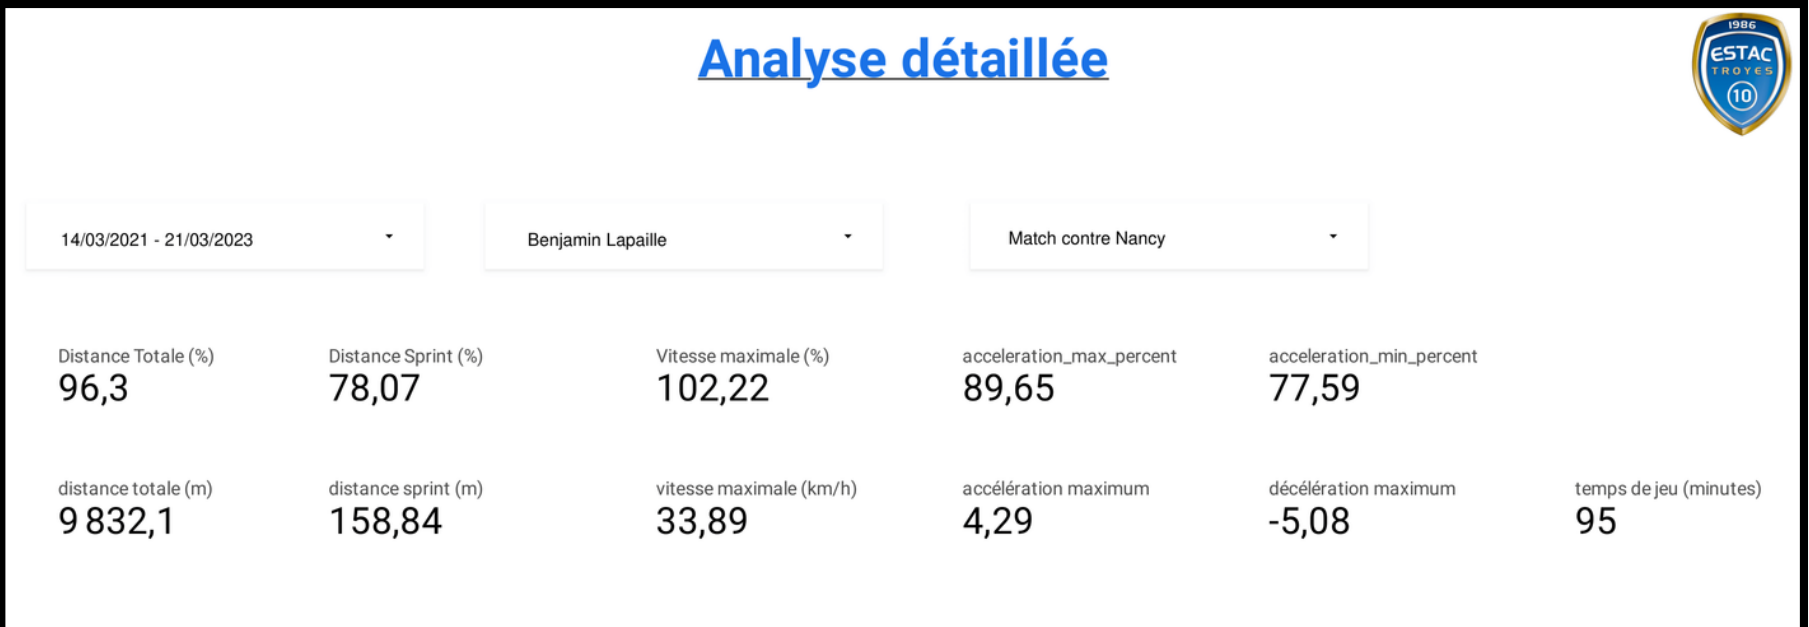 Analyse détaillée
1986
ESTAC
TROYES
10
14/03/2021 - 21/03/2023
Benjamin Lapaille
Match contre Nancy
Distance Totale (%)
96,3
Distance Sprint (%)
78,07
Vitesse maximale (%)
102,22
acceleration_max_percent
89,65
acceleration_min_percent
77,59
distance totale (m)
9 832,1
distance sprint (m)
158,84
vitesse maximale (km/h)
33,89
accélération maximum
4,29
décélération maximum
-5,08
temps de jeu (minutes)
95